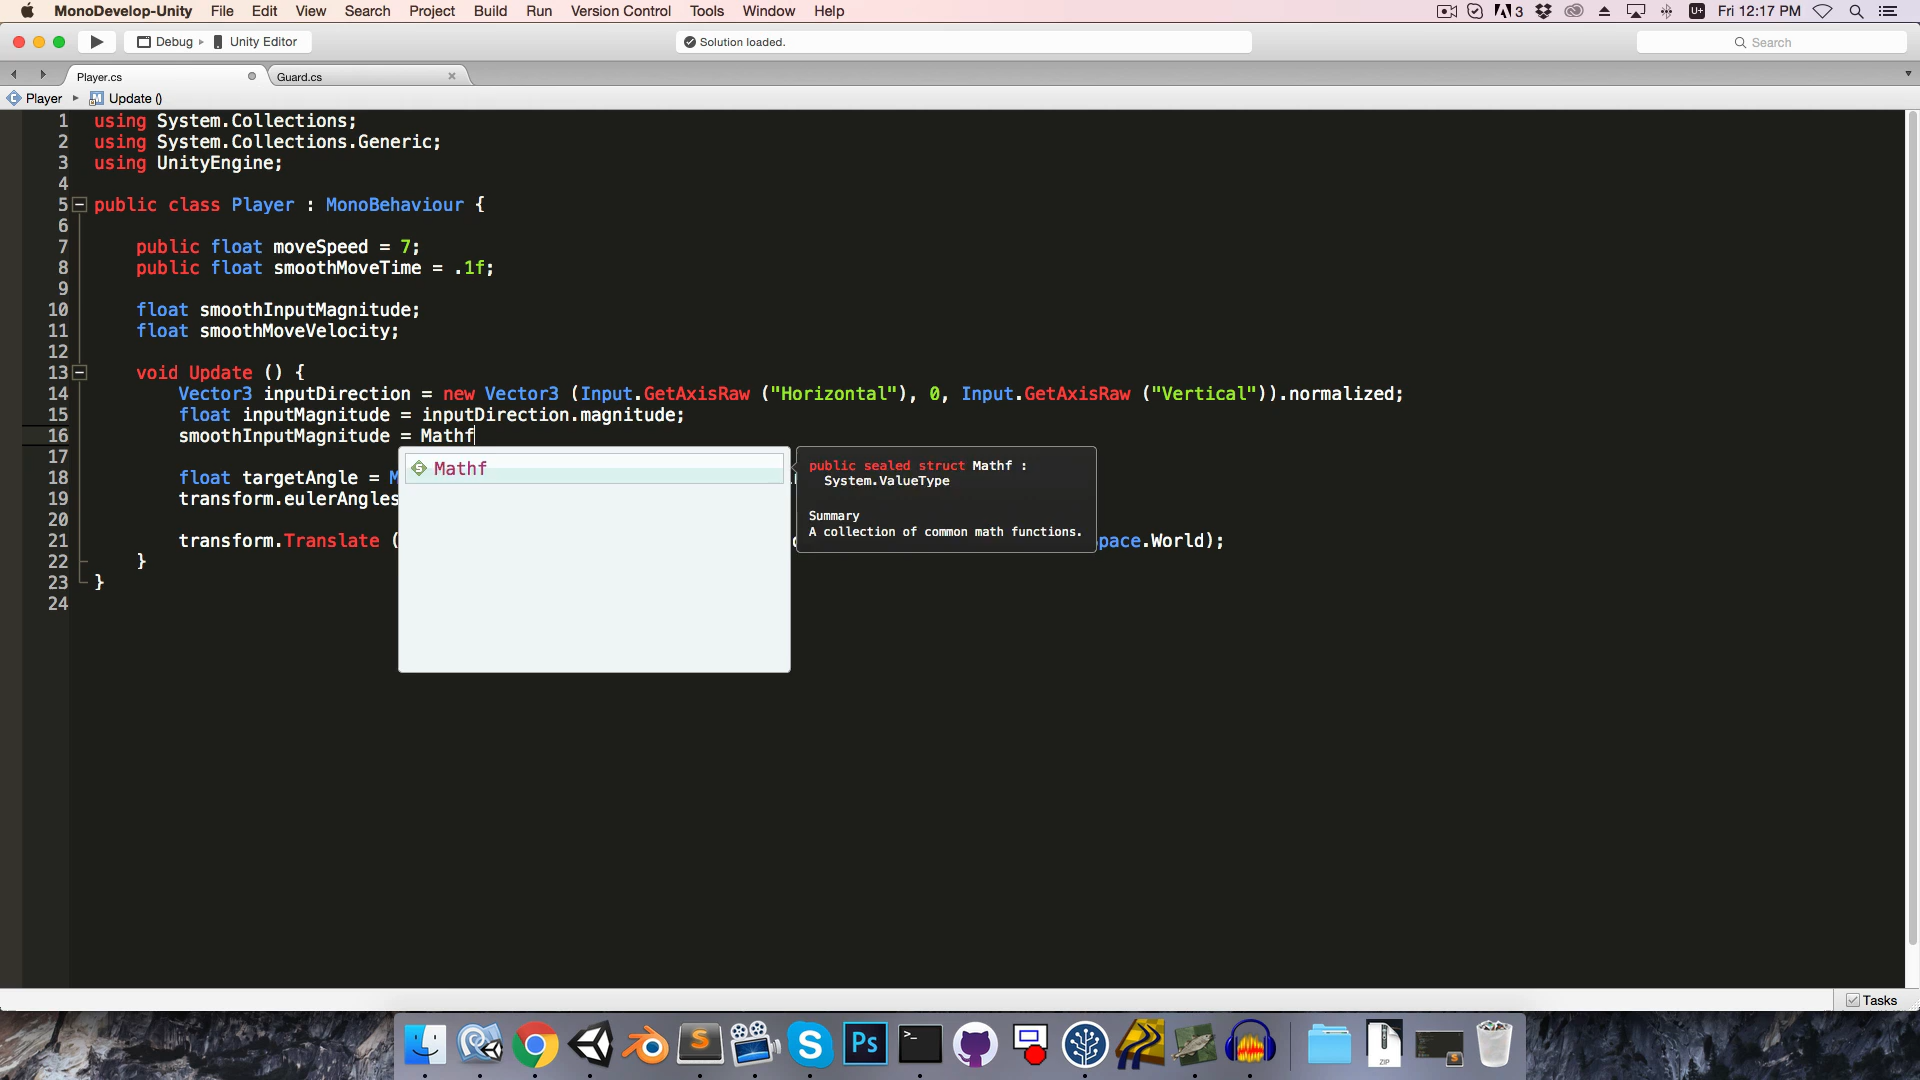 MonoDevelop-Unity File Edit View Search Project Build Run Version Control Tools Window Help 3 Fri 12:17 PM
Debug Unity Editor Solution loaded. Search
Player.cs Guard.cs
Player Update ()
1 using System.Collections;
2 using System.Collections.Generic;
3 using UnityEngine;
4
5 public class Player : MonoBehaviour {
6
7 public float moveSpeed = 7;
8 public float smoothMoveTime = .1f;
9
10 float smoothInputMagnitude;
11 float smoothMoveVelocity;
12
13 void Update () {
14 Vector3 inputDirection = new Vector3 (Input.GetAxisRaw ("Horizontal"), 0, Input.GetAxisRaw ("Vertical")).normalized;
15 float inputMagnitude = inputDirection.magnitude;
16 smoothInputMagnitude = Mathf
17
Mathf
public sealed struct Mathf :
System.ValueType
Summary
A collection of common math functions.
18 float targetAngle =
19 transform.eulerAngles
20
21 transform.Translate ( pace.World);
22 }
23 }
24
Tasks
S
S
Ps
>_
ZIP
S